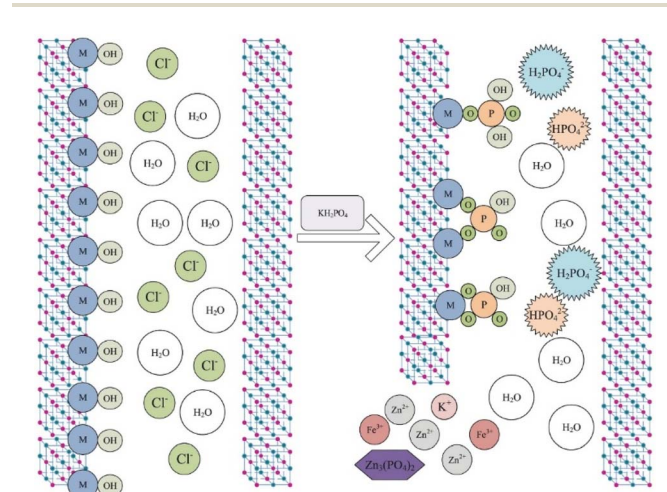 M OH
Cl⁻
M OH
Cl⁻
H₂O
M OH
H₂O
Cl⁻
M OH
H₂O
H₂O
M OH
Cl⁻
M OH
Cl⁻
H₂O
M OH
H₂O
Cl⁻
M OH
Cl⁻
H₂O
M OH
Cl⁻
M OH
KH₂PO₄
OH
M O P O
OH
H₂PO₄⁻
HPO₄²⁻
H₂O
M
O OH
P
M O O
H₂O
O OH
M P
O O
H₂PO₄⁻
HPO₄²⁻
H₂O
Zn²⁺
K⁺
H₂O
Fe³⁺
Zn²⁺
Fe³⁺
H₂O
Zn₃(PO₄)₂
Zn²⁺